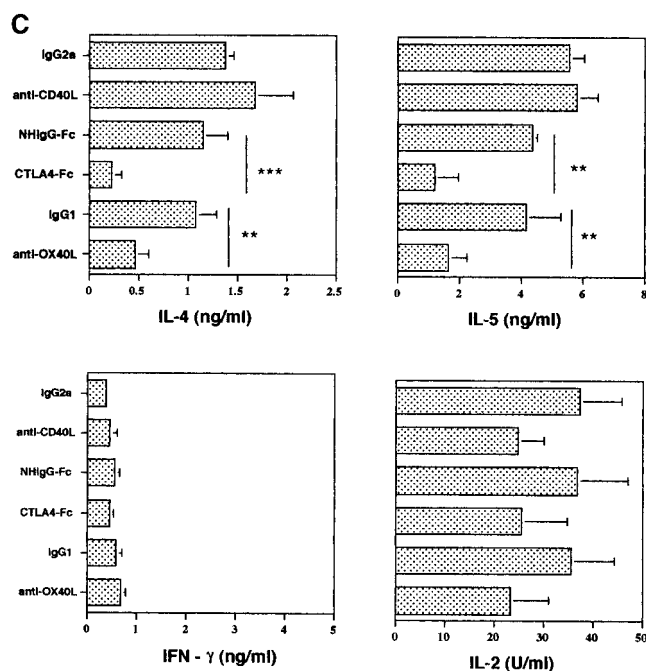 C
IgG2a
anti-CD40L
NHIgG-Fc
CTLA4-Fc
IgG1
anti-OX40L
***
**
0 0.5 1 1.5 2 2.5
IL-4 (ng/ml)
**
**
0 2 4 6 8
IL-5 (ng/ml)
IgG2a
anti-CD40L
NHIgG-Fc
CTLA4-Fc
IgG1
anti-OX40L
0 1 2 3 4 5
IFN - γ (ng/ml)
0 10 20 30 40 50
IL-2 (U/ml)